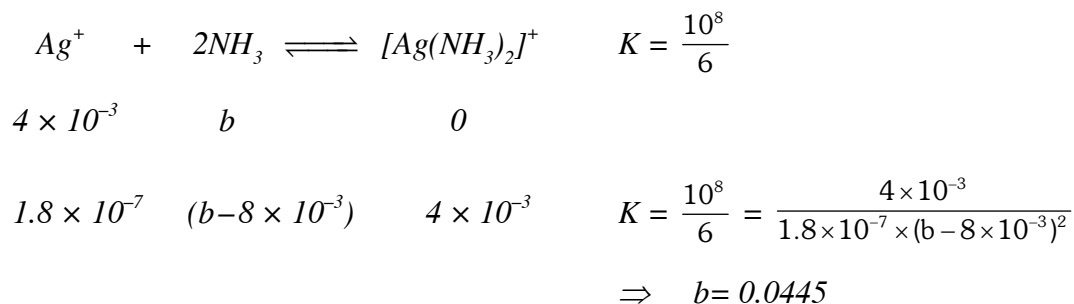 Ag⁺ + 2NH₃ ⇌ [Ag(NH₃)₂]⁺ K = 10⁸/6
4 × 10⁻³ b 0
1.8 × 10⁻⁷ (b–8 × 10⁻³) 4 × 10⁻³ K = 10⁸/6 = 4×10⁻³/1.8×10⁻⁷×(b–8×10⁻³)²
⇒ b= 0.0445